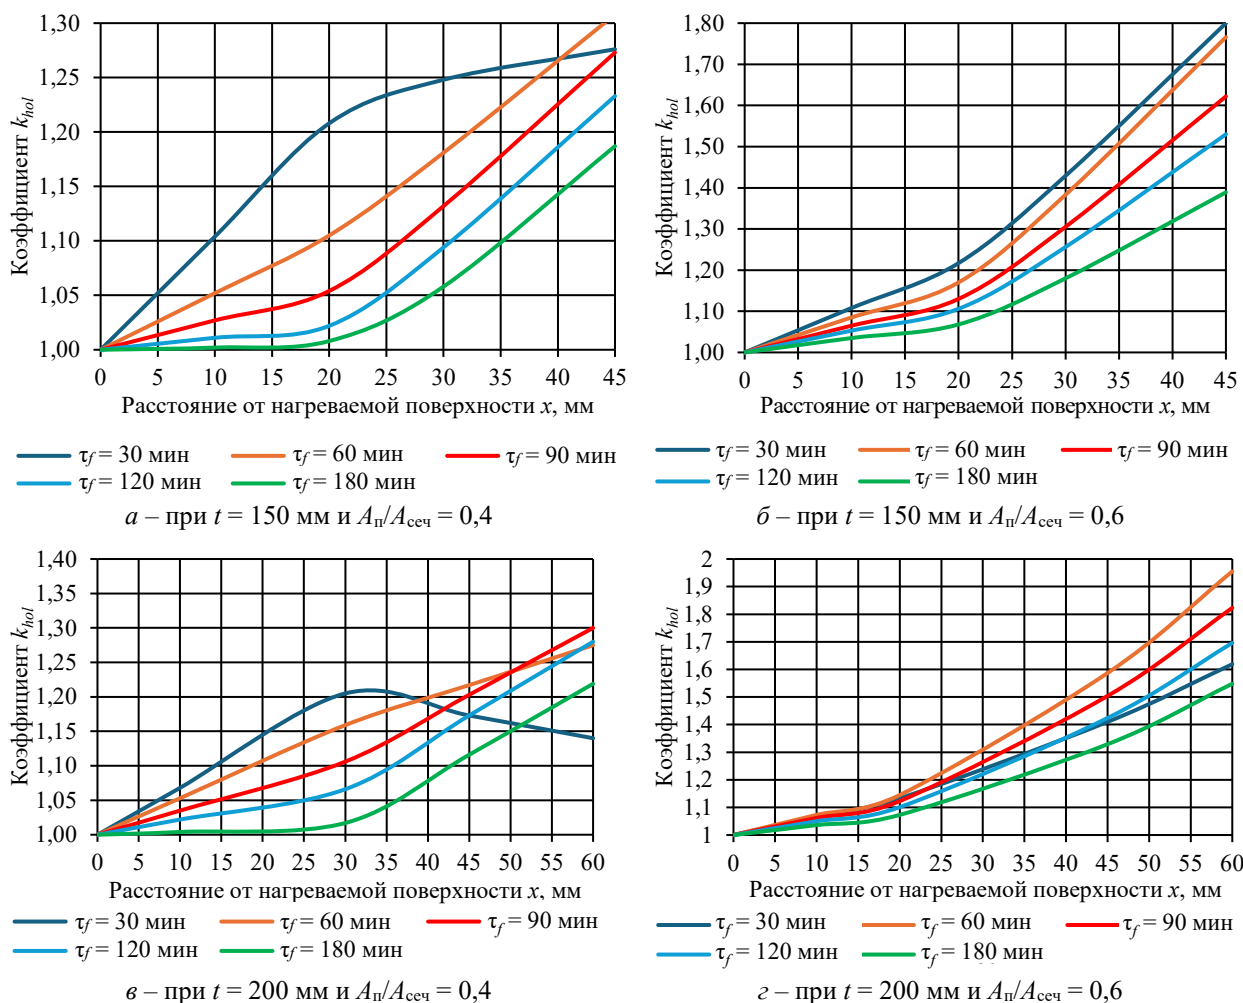 1,30
1,25
1,20
1,15
1,10
1,05
1,00
Коэффициент k_hol
0 5 10 15 20 25 30 35 40 45
Расстояние от нагреваемой поверхности x, мм
τf = 30 мин τf = 60 мин τf = 90 мин
τf = 120 мин τf = 180 мин
а – при t = 150 мм и Aп/Aсеч = 0,4
1,80
1,70
1,60
1,50
1,40
1,30
1,20
1,10
1,00
Коэффициент k_hol
0 5 10 15 20 25 30 35 40 45
Расстояние от нагреваемой поверхности x, мм
τf = 30 мин τf = 60 мин τf = 90 мин
τf = 120 мин τf = 180 мин
б – при t = 150 мм и Aп/Aсеч = 0,6
1,40
1,35
1,30
1,25
1,20
1,15
1,10
1,05
1,00
Коэффициент k_hol
0 5 10 15 20 25 30 35 40 45 50 55 60
Расстояние от нагреваемой поверхности x, мм
τf = 30 мин τf = 60 мин τf = 90 мин
τf = 120 мин τf = 180 мин
в – при t = 200 мм и Aп/Aсеч = 0,4
2
1,9
1,8
1,7
1,6
1,5
1,4
1,3
1,2
1,1
1
Коэффициент k_hol
0 5 10 15 20 25 30 35 40 45 50 55 60
Расстояние от нагреваемой поверхности x, мм
τf = 30 мин τf = 60 мин τf = 90 мин
τf = 120 мин τf = 180 мин
г – при t = 200 мм и Aп/Aсеч = 0,6